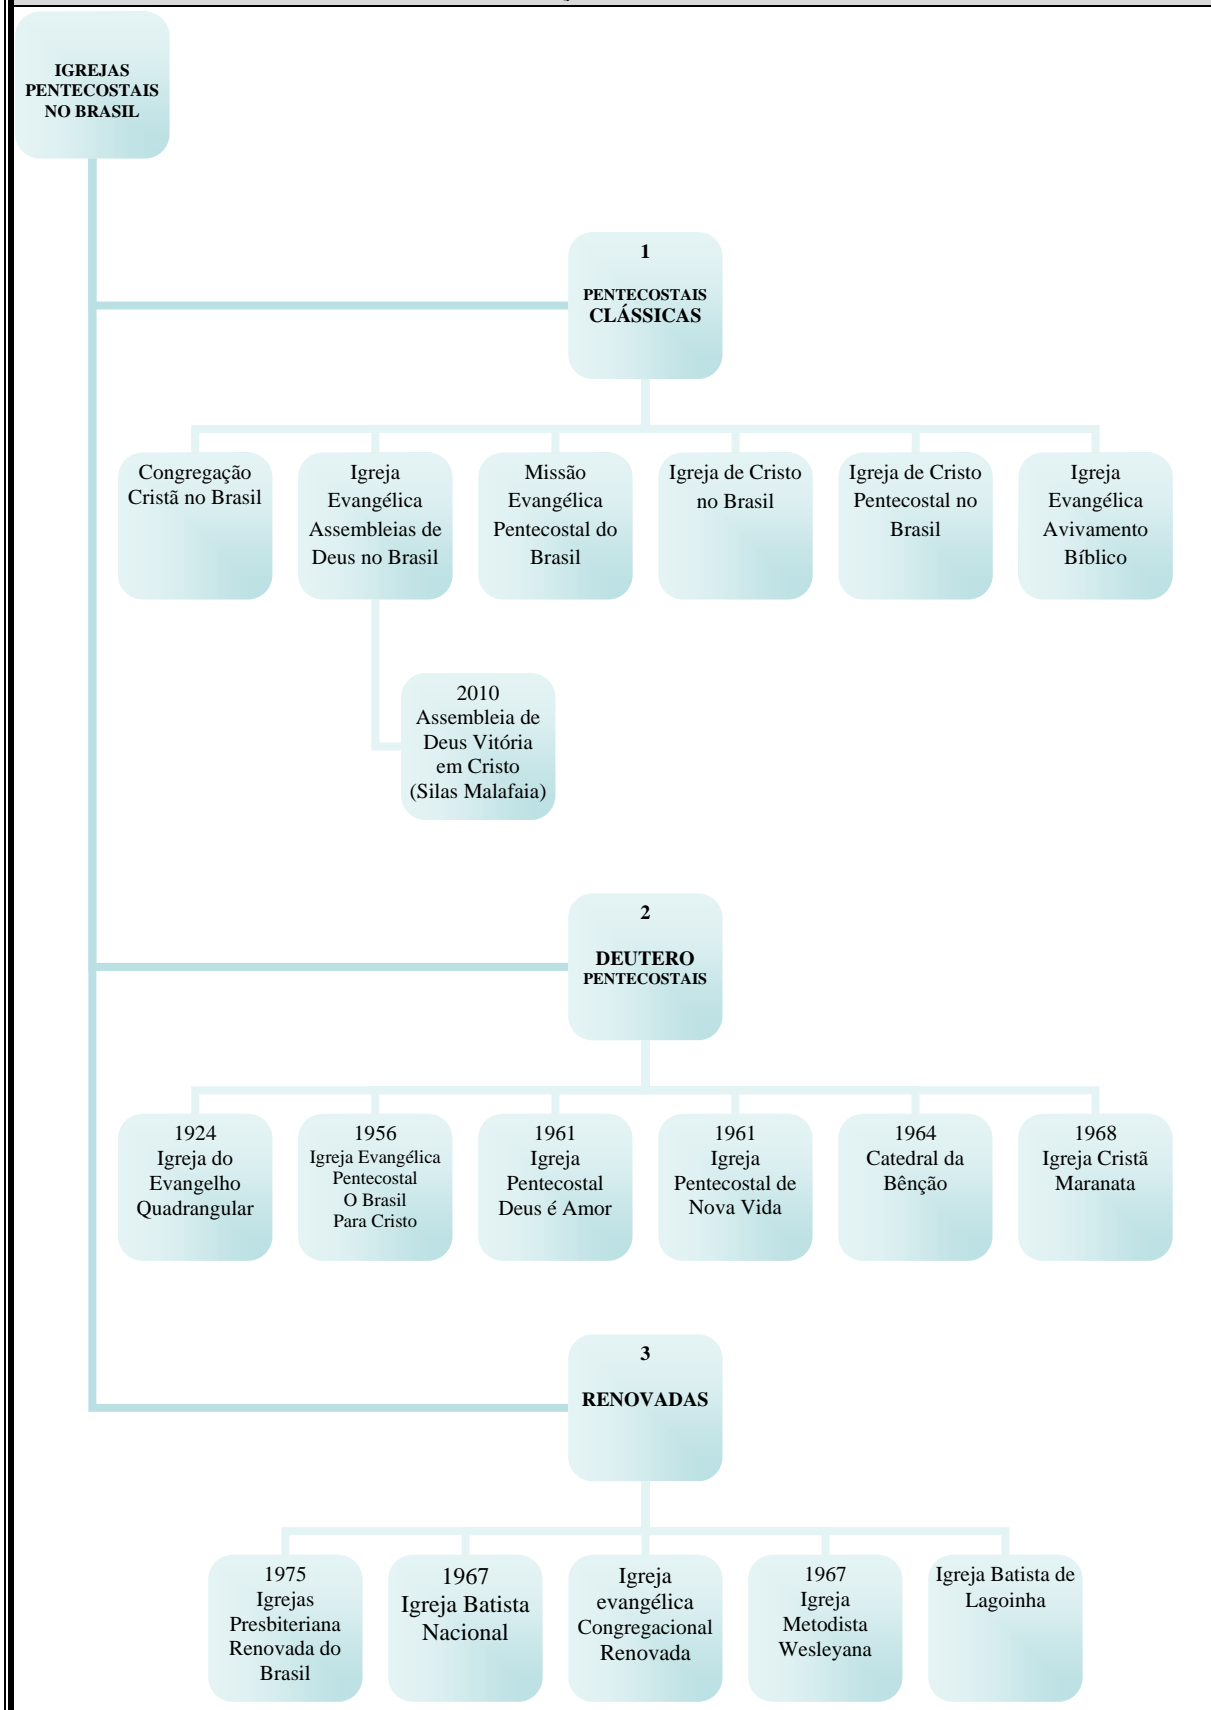 IGREJAS
PENTECOSTAIS
NO BRASIL
1
PENTECOSTAIS
CLÁSSICAS
Congregação
Cristã no Brasil
Igreja
Evangélica
Assembleias de
Deus no Brasil
Missão
Evangélica
Pentecostal do
Brasil
Igreja de Cristo
no Brasil
Igreja de Cristo
Pentecostal no
Brasil
Igreja
Evangélica
Avivamento
Bíblico
2010
Assembleia de
Deus Vitória
em Cristo
(Silas Malafaia)
2
DEUTERO
PENTECOSTAIS
1924
Igreja do
Evangelho
Quadrangular
1956
Igreja Evangélica
Pentecostal
O Brasil
Para Cristo
1961
Igreja
Pentecostal
Deus é Amor
1961
Igreja
Pentecostal de
Nova Vida
1964
Catedral da
Bênção
1968
Igreja Cristã
Maranata
3
RENOVADAS
1975
Igrejas
Presbiteriana
Renovada do
Brasil
1967
Igreja Batista
Nacional
Igreja
evangélica
Congregacional
Renovada
1967
Igreja
Metodista
Wesleyana
Igreja Batista de
Lagoinha